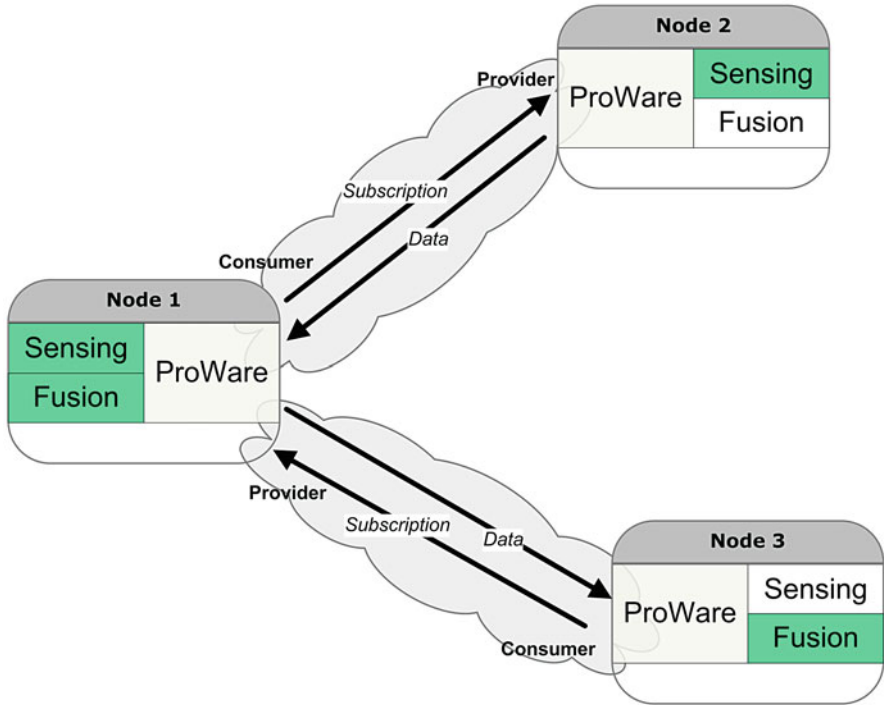 Node 2
Provider
ProWare
Sensing
Fusion
Subscription
Data
Consumer
Node 1
Sensing
Fusion
ProWare
Provider
Subscription
Data
Consumer
Node 3
ProWare
Sensing
Fusion